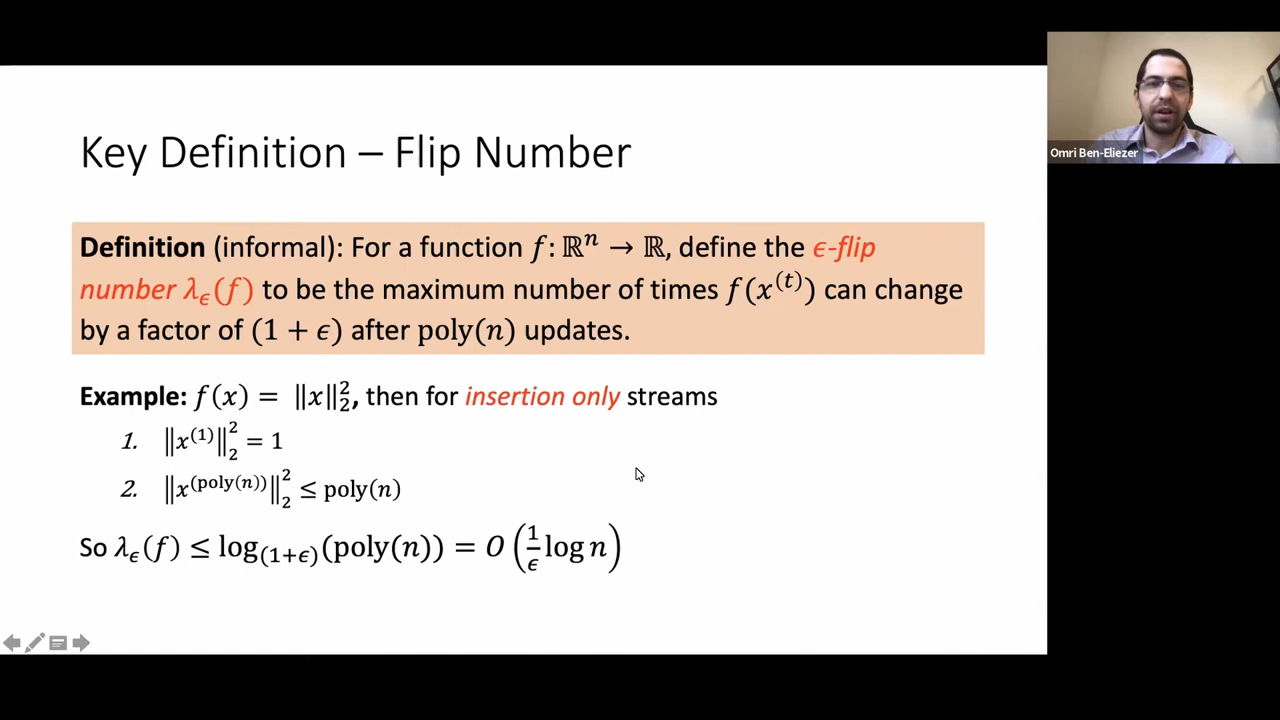 Key Definition – Flip Number
Definition (informal): For a function f: ℝⁿ → ℝ, define the ϵ-flip
number λ_ϵ(f) to be the maximum number of times f(x^(t)) can change
by a factor of (1 + ϵ) after poly(n) updates.
Example: f(x) = ‖x‖₂², then for insertion only streams
1. ‖x^(1)‖₂² = 1
2. ‖x^(poly(n))‖₂² ≤ poly(n)
So λ_ϵ(f) ≤ log_(1+ϵ)(poly(n)) = O(1/ϵ log n)
Omri Ben-Eliezer